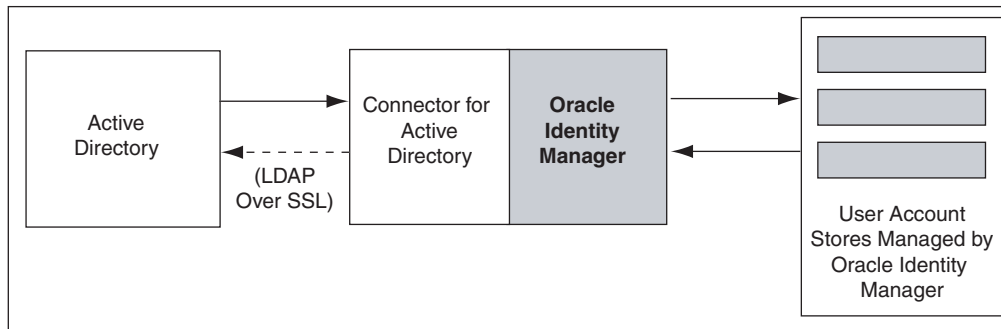 Active
Directory
(LDAP
Over SSL)
Connector for
Active
Directory
Oracle
Identity
Manager
User Account
Stores Managed by
Oracle Identity
Manager